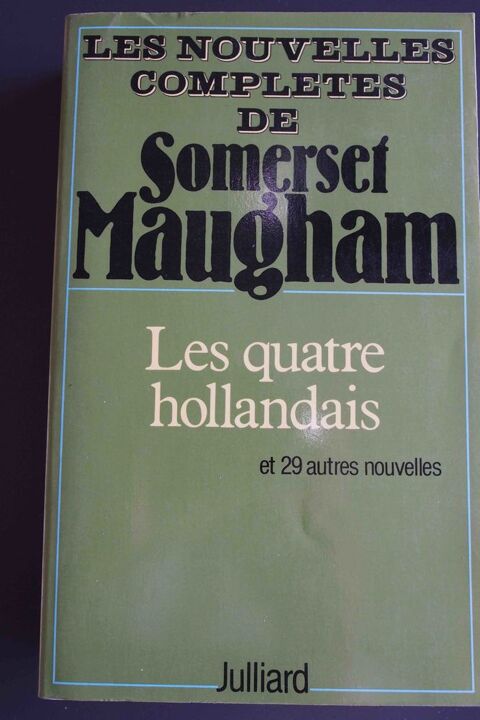 LES NOUVELLES
COMPLETES
DE
Somerset
Maugham
Les quatre
hollandais
et 29 autres nouvelles
Julliard